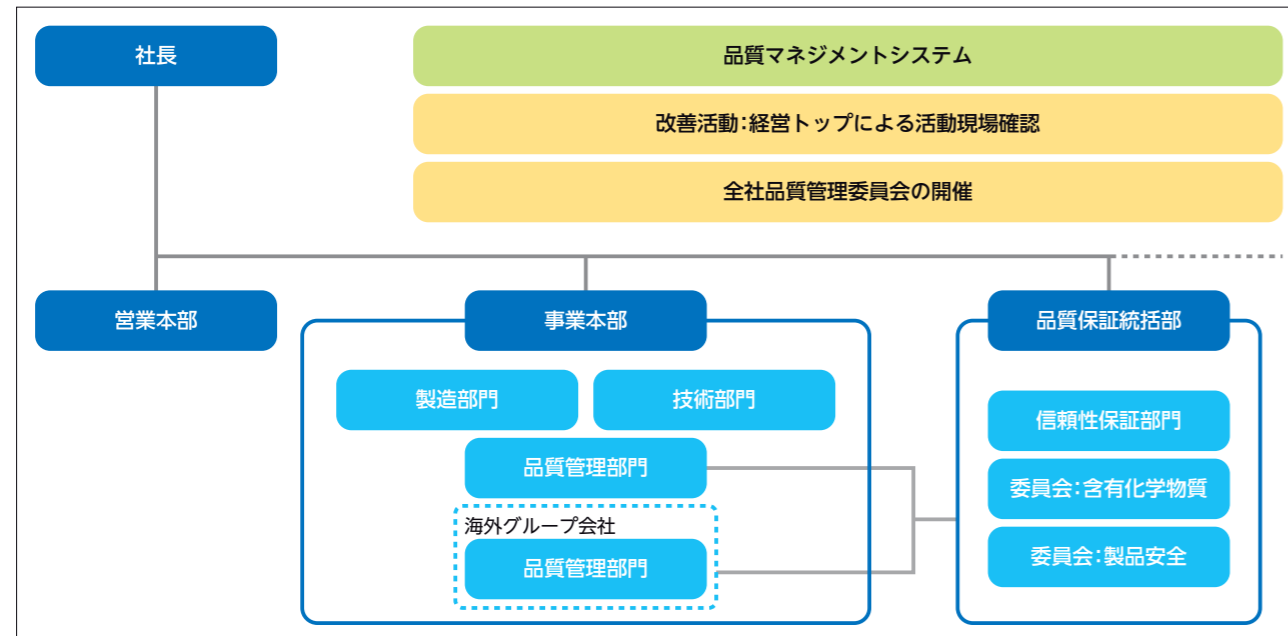 社長
品質マネジメントシステム
改善活動：経営トップによる活動現場確認
全社品質管理委員会の開催
営業本部
事業本部
品質保証統括部
製造部門
技術部門
品質管理部門
海外グループ会社
品質管理部門
信頼性保証部門
委員会：含有化学物質
委員会：製品安全